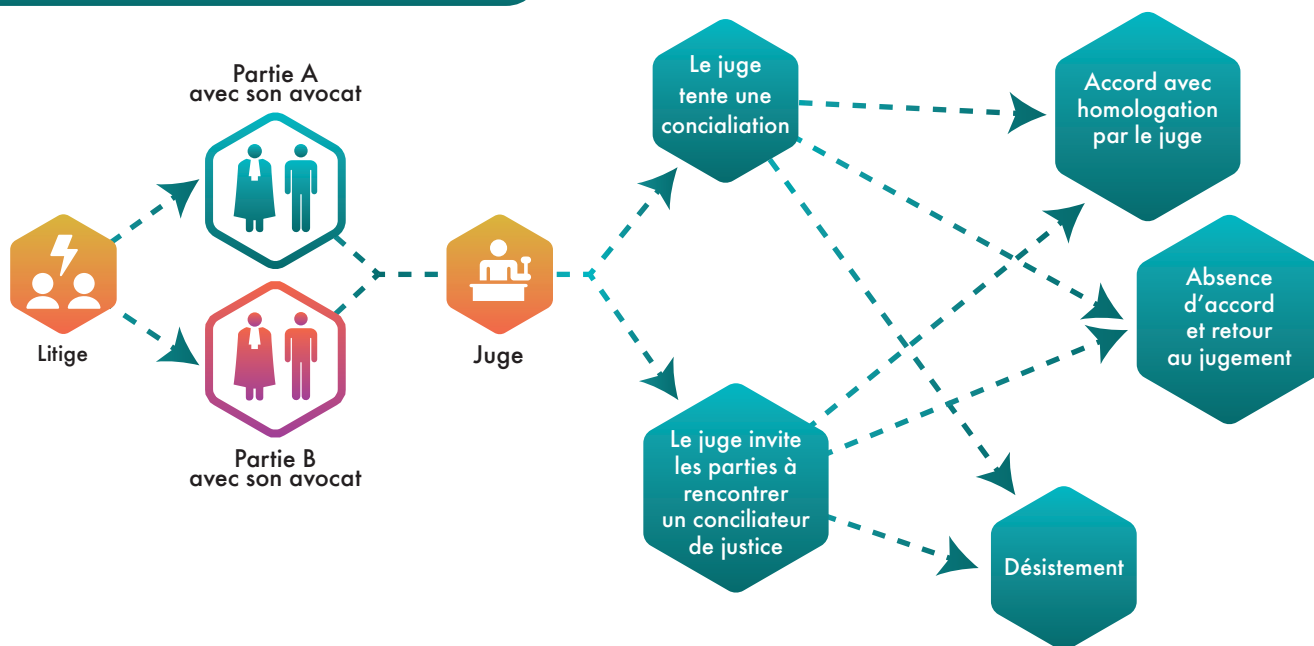 Partie A
avec son avocat
Litige
Partie B
avec son avocat
Juge
Le juge
tente une
concialiation
Le juge invite
les parties à
rencontrer
un conciliateur
de justice
Accord avec
homologation
par le juge
Absence
d’accord
et retour
au jugement
Désistement